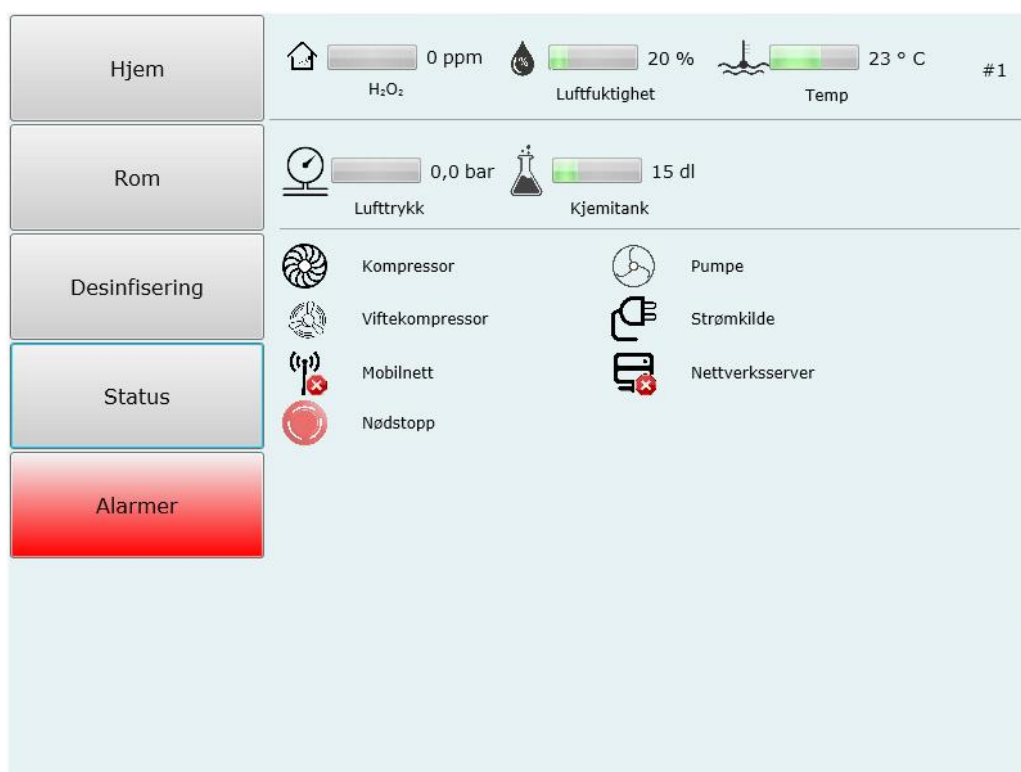 Hjem
0 ppm
20 %
23 ° C
#1
H₂O₂
Luftfuktighet
Temp
Rom
0,0 bar
15 dl
Lufttrykk
Kjemitank
Desinfisering
Kompressor
Pumpe
Viftekompressor
Strømkilde
Status
Mobilnett
Nettverksserver
Nødstopp
Alarmer